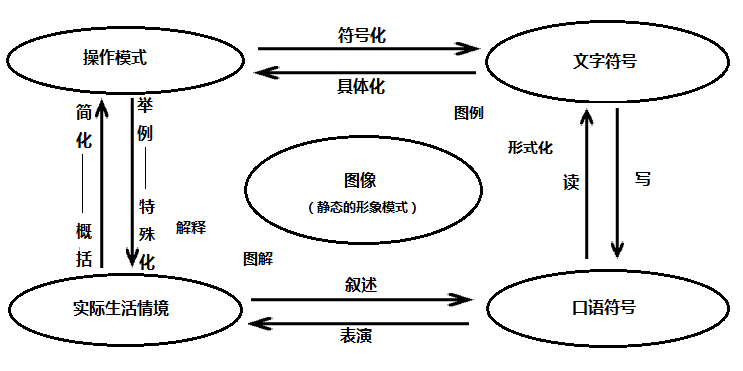 符号化
操作模式
文字符号
具体化
图例
简化——概括
举例——特殊化
形式化
读
写
图像
（静态的形象模式）
解释
图解
实际生活情境
叙述
口语符号
表演